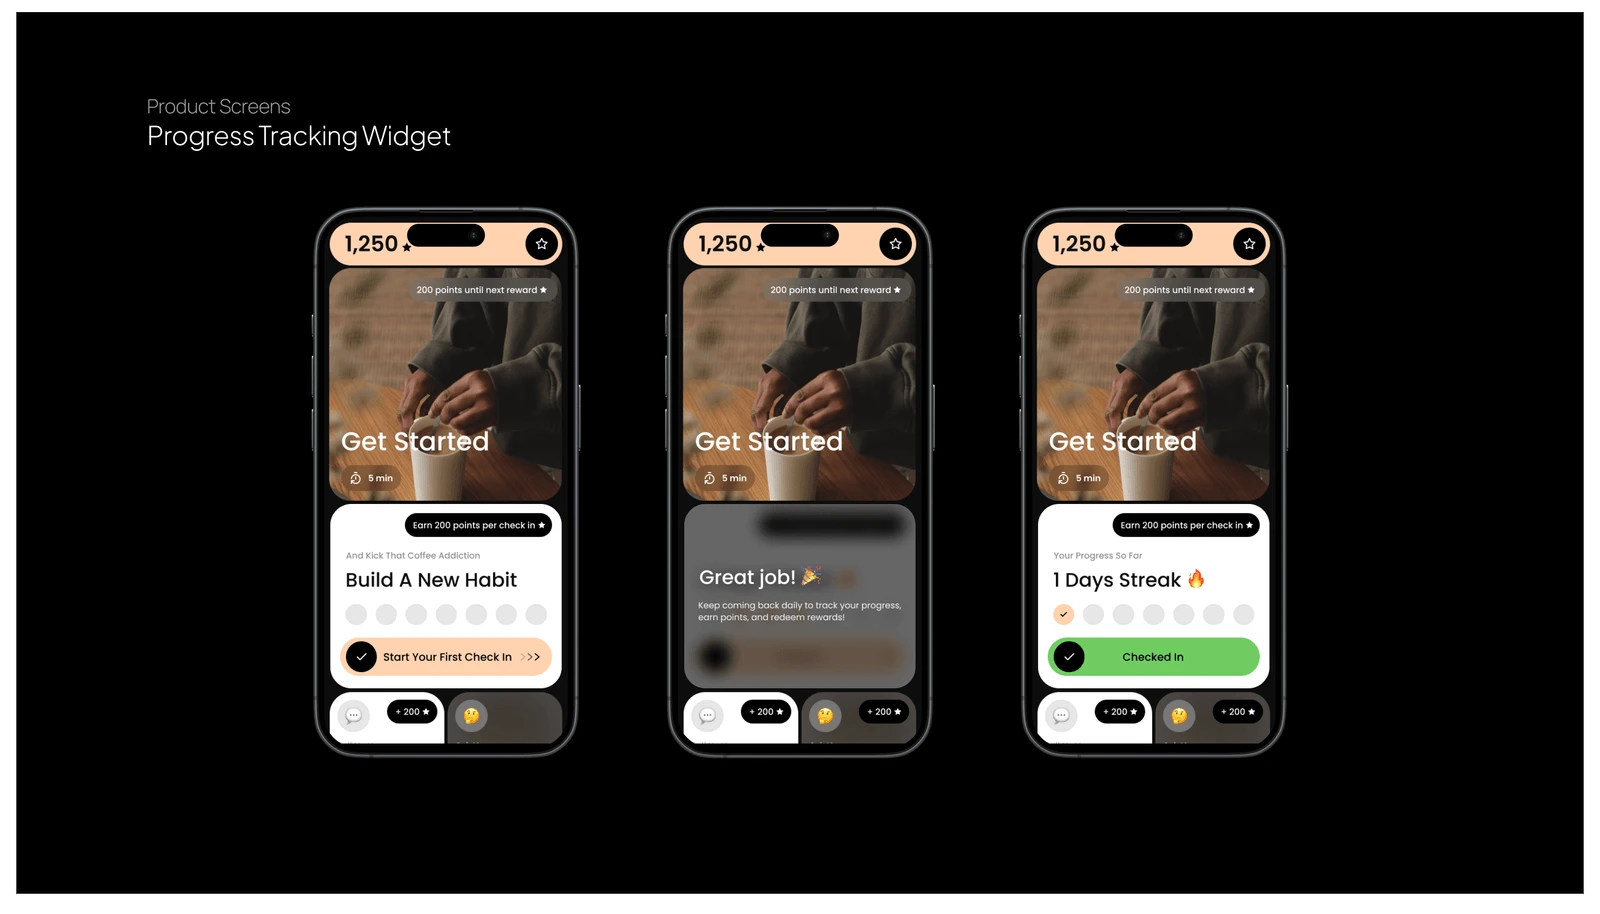 Product Screens
Progress Tracking Widget
1,250
200 points until next reward
Get Started
5 min
Earn 200 points per check in
And Kick That Coffee Addiction
Build A New Habit
Start Your First Check In >>>
+ 200
1,250
200 points until next reward
Get Started
5 min
Great job! 🎉
Keep coming back daily to track your progress,
earn points, and redeem rewards!
+ 200
+ 200
1,250
200 points until next reward
Get Started
5 min
Earn 200 points per check in
Your Progress So Far
1 Days Streak 🔥
Checked In
+ 200
+ 200